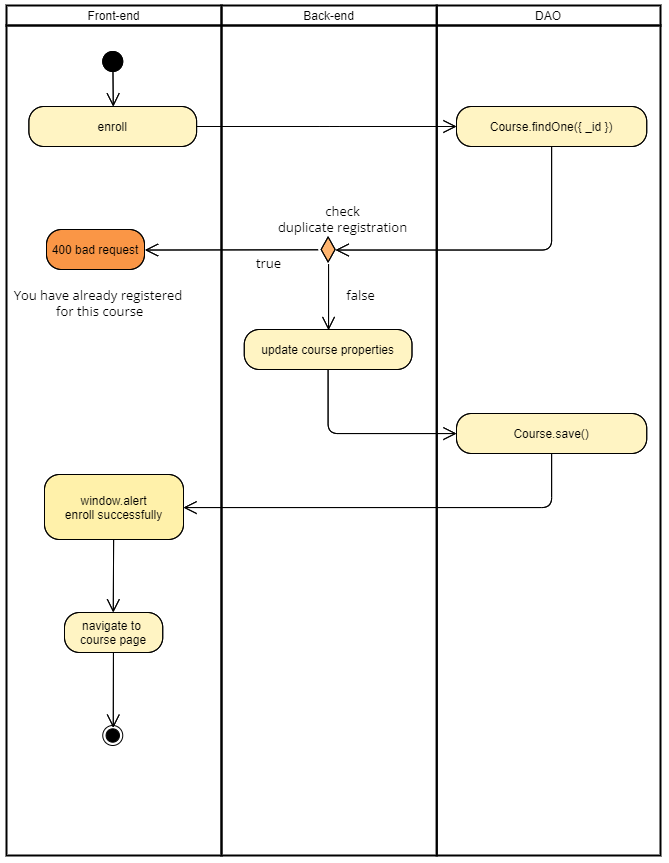 Front-end
Back-end
DAO
enroll
Course.findOne({ _id })
check
duplicate registration
400 bad request
true
You have already registered
for this course
false
update course properties
Course.save()
window.alert
enroll successfully
navigate to
course page